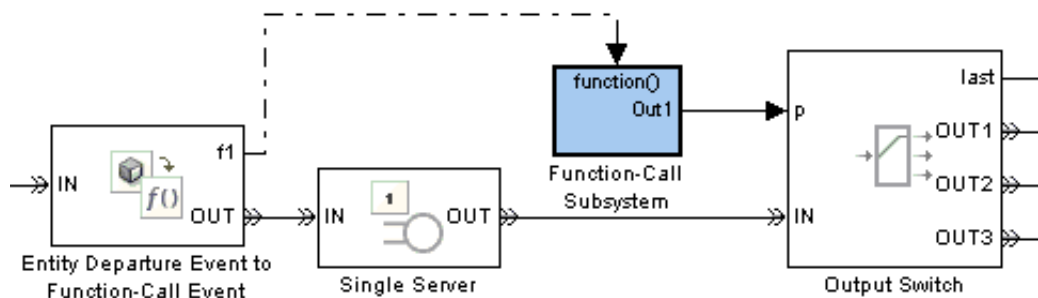 function()
Out1
last
p
OUT1
f1
Function-Call
Subsystem
IN
f()
OUT
1
IN
OUT
OUT2
IN
OUT3
Entity Departure Event to
Function-Call Event
Single Server
Output Switch